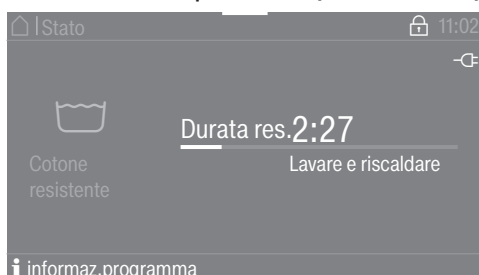 Stato
11:02
Durata res. 2:27
Lavare e riscaldare
Cotone
resistente
i informaz.programma